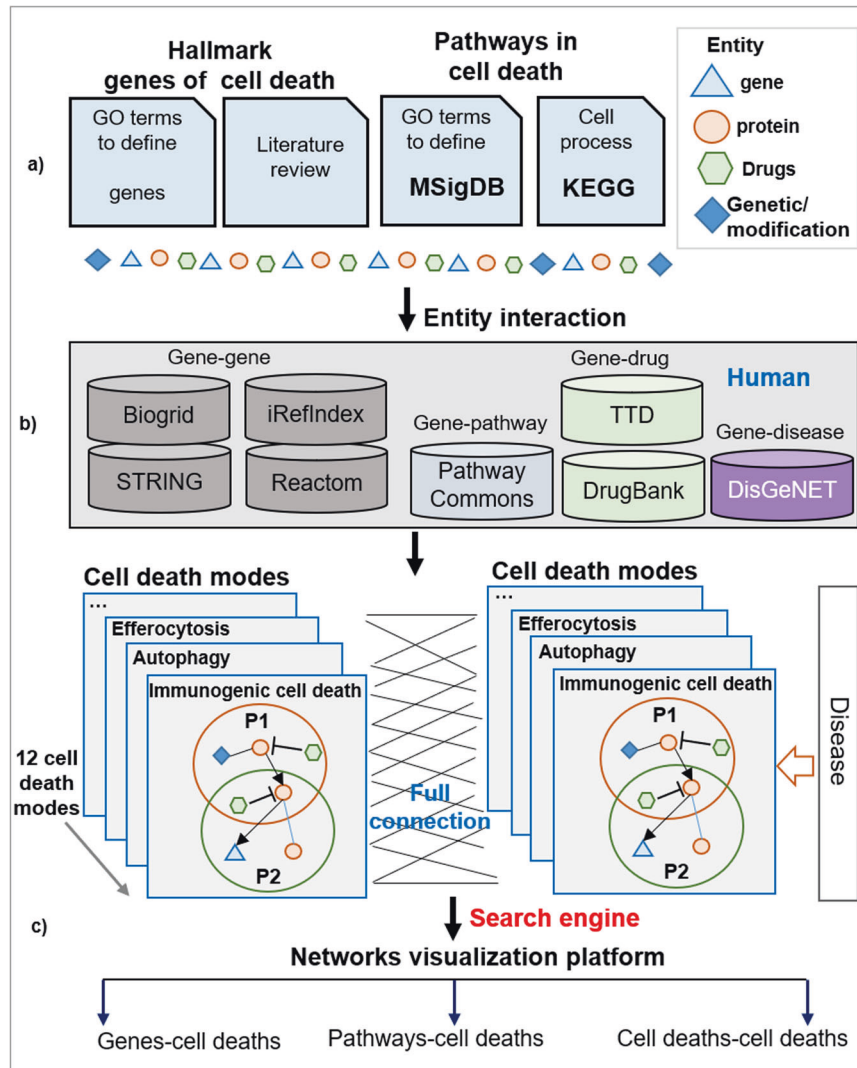 Hallmark
genes of cell death
Pathways in
cell death
Entity
gene
protein
Drugs
Genetic/
modification
a)
GO terms
to define
genes
Literature
review
GO terms
to define
MSigDB
Cell
process
KEGG
Entity interaction
b)
Gene-gene
Biogrid
iRefIndex
STRING
Reactom
Gene-pathway
Pathway
Commons
Gene-drug
TTD
DrugBank
Human
Gene-disease
DisGeNET
Cell death modes
...
Efferocytosis
Autophagy
Immunogenic cell death
P1
P2
12 cell
death
modes
Full
connection
Cell death modes
...
Efferocytosis
Autophagy
Immunogenic cell death
P1
P2
Disease
c)
Search engine
Networks visualization platform
Genes-cell deaths
Pathways-cell deaths
Cell deaths-cell deaths